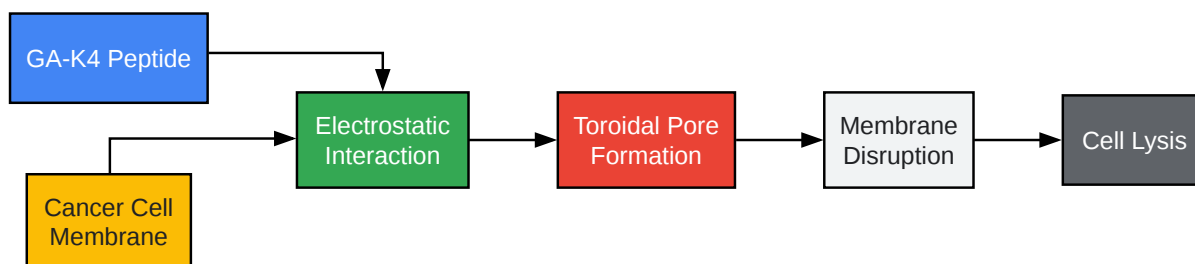 GA-K4 Peptide
Cancer Cell
Membrane
Electrostatic
Interaction
Toroidal Pore
Formation
Membrane
Disruption
Cell Lysis